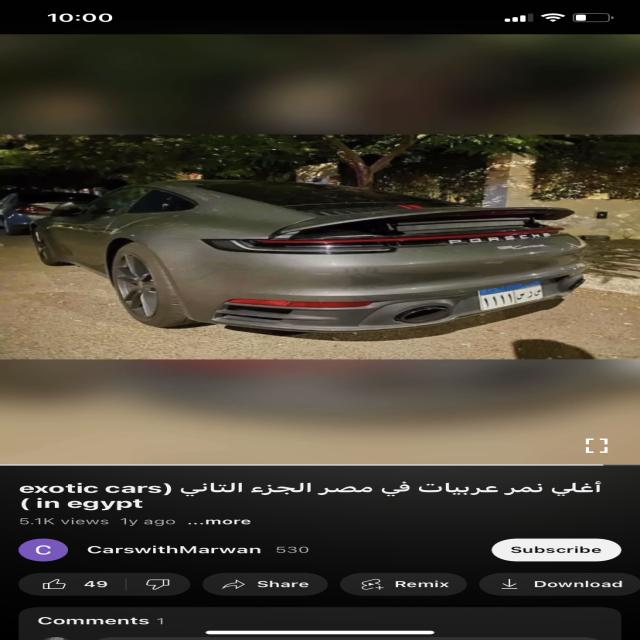 10:00
PORSCHE
١١١١
أغلي نمر عربيات في مصر الجزء التاني (exotic cars
in egypt )
5.1K views 1y ago ...more
C CarswithMarwan 530 Subscribe
49 Share Remix Download
Comments 1